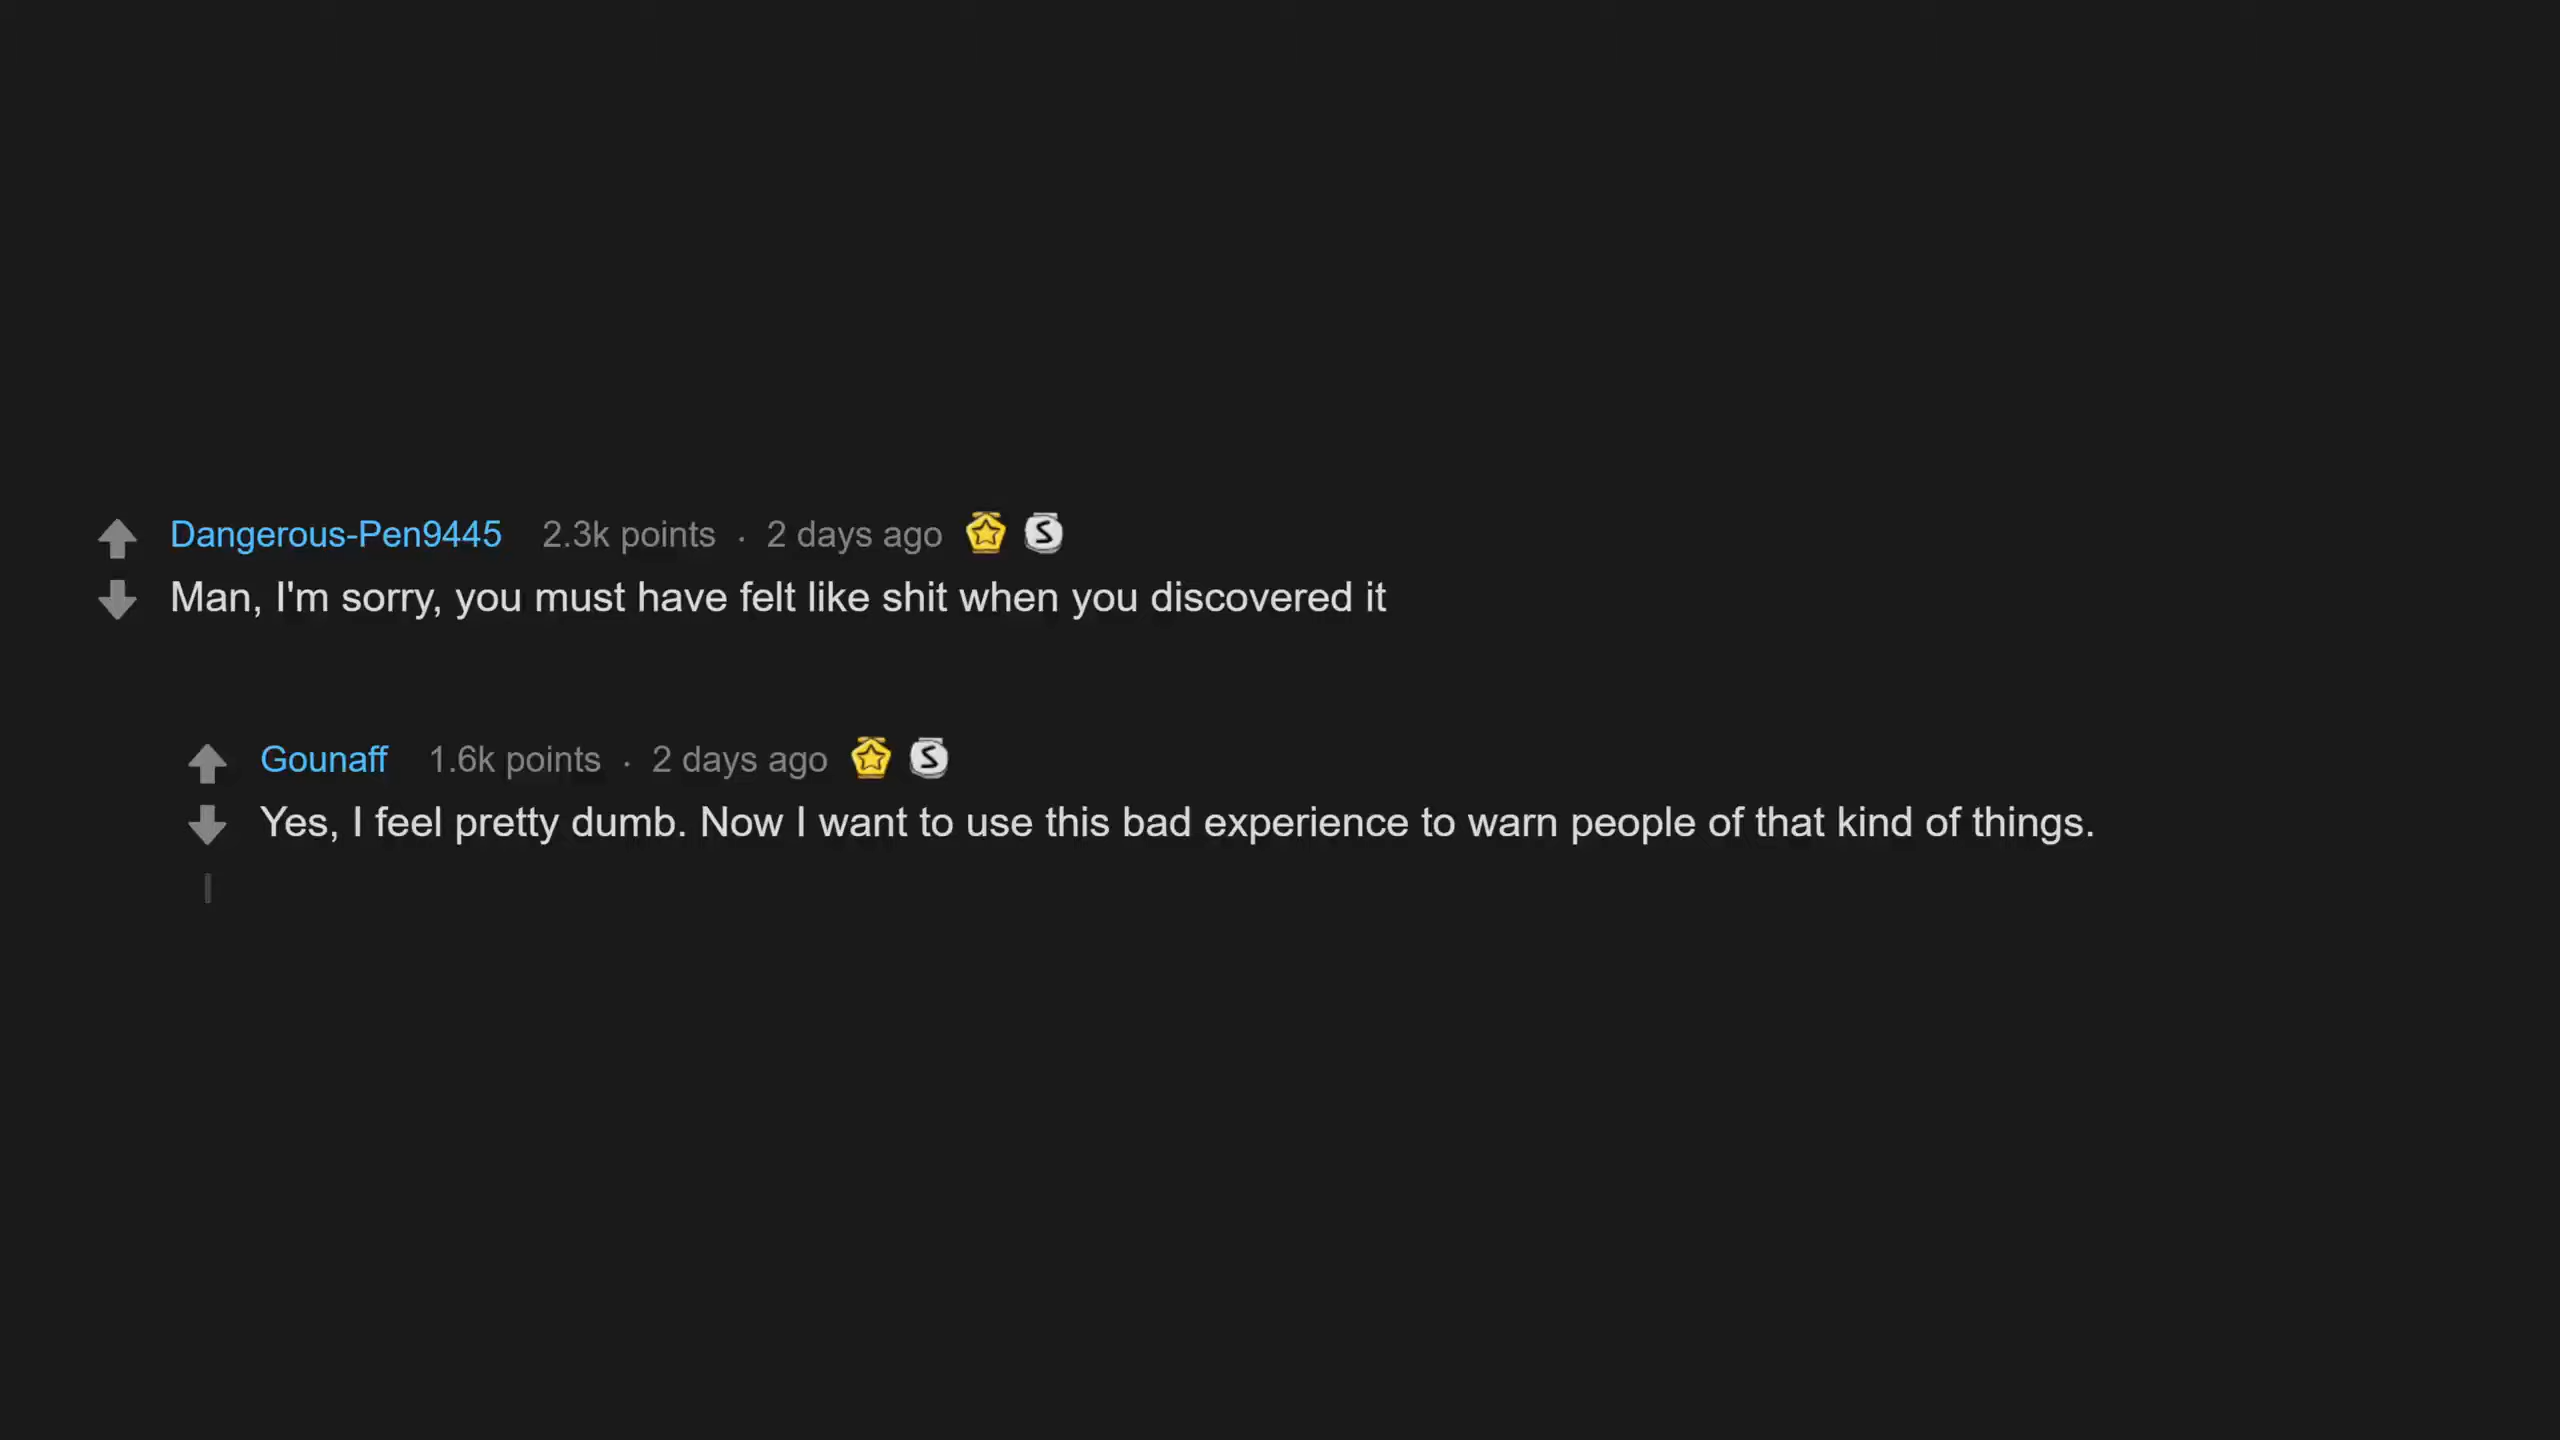 Dangerous-Pen9445 2.3k points · 2 days ago S
Man, I'm sorry, you must have felt like shit when you discovered it
Gounaff 1.6k points · 2 days ago S
Yes, I feel pretty dumb. Now I want to use this bad experience to warn people of that kind of things.